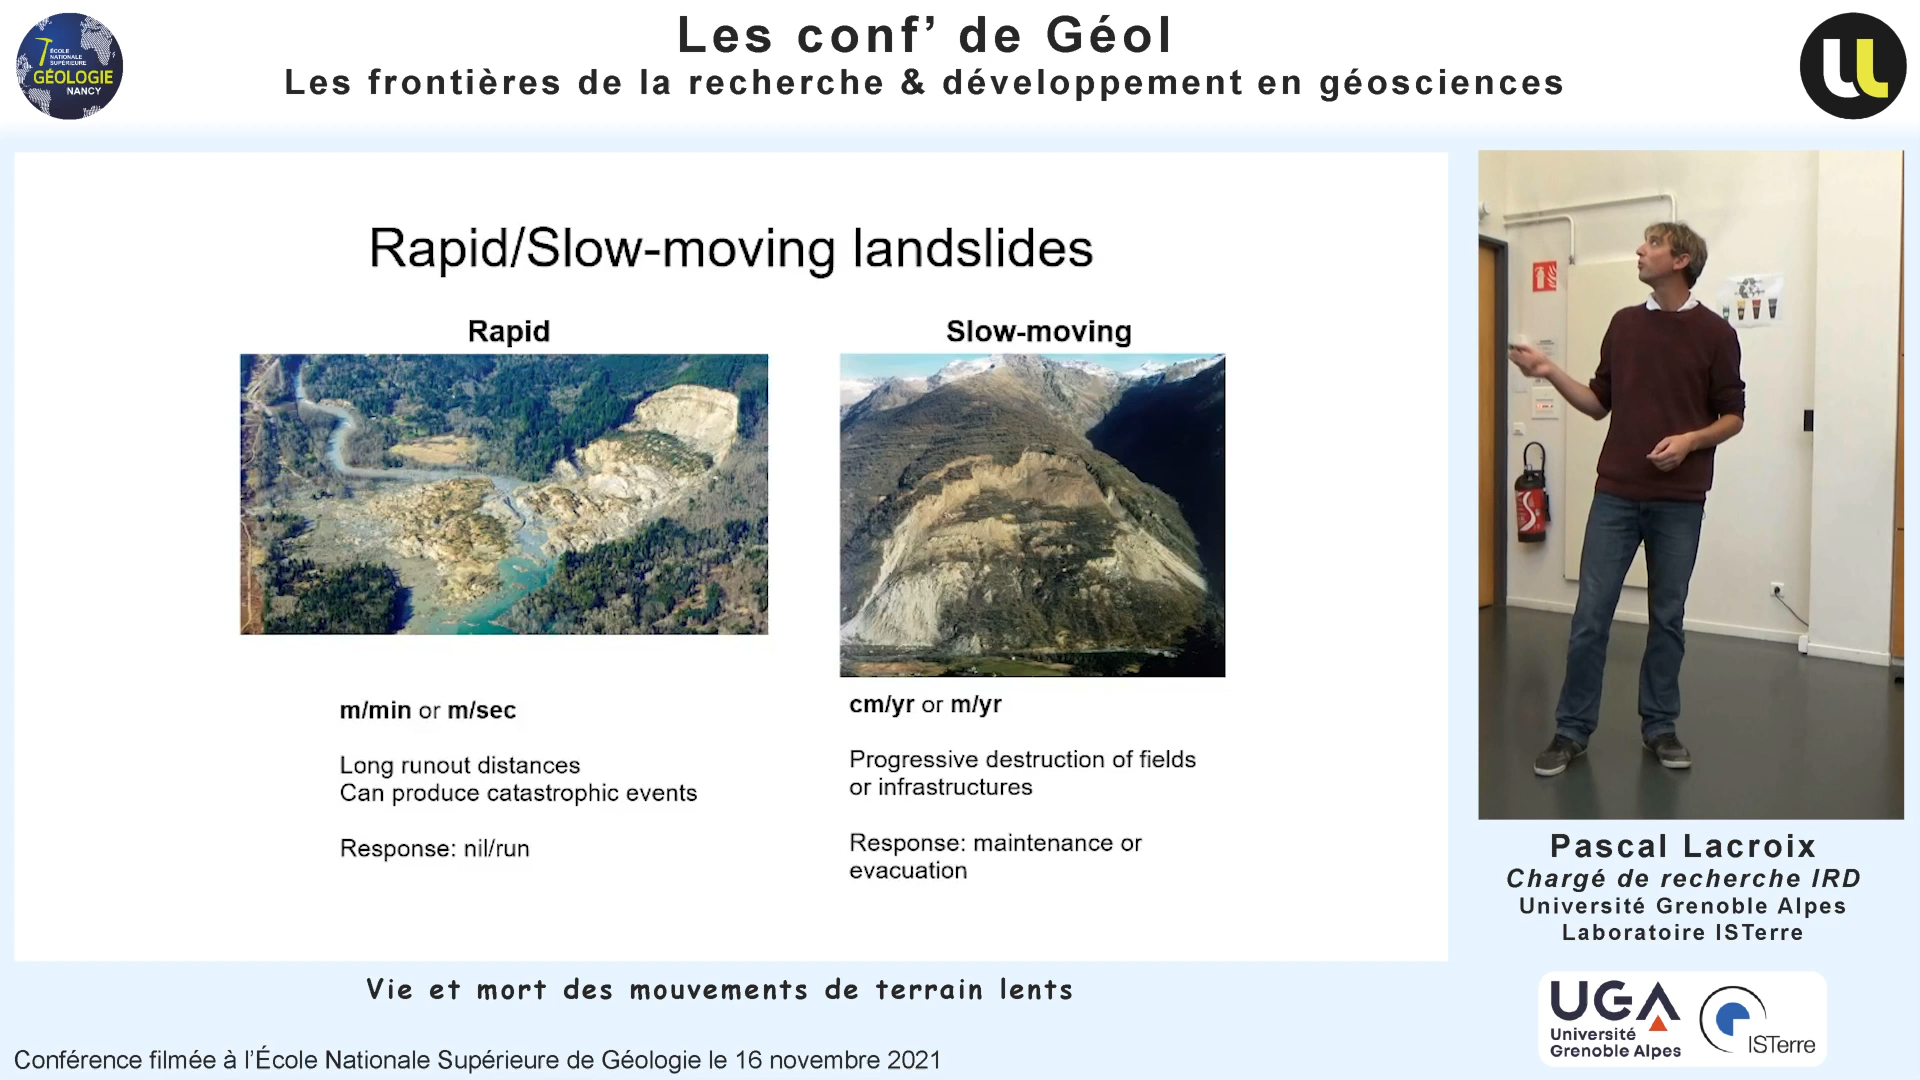 Les conf’ de Géol
Les frontières de la recherche & développement en géosciences
ÉCOLE
NATIONALE
SUPÉRIEURE
GÉOLOGIE
NANCY
Rapid/Slow-moving landslides
Rapid
m/min or m/sec
Long runout distances
Can produce catastrophic events
Response: nil/run
Slow-moving
cm/yr or m/yr
Progressive destruction of fields
or infrastructures
Response: maintenance or
evacuation
Pascal Lacroix
Chargé de recherche IRD
Université Grenoble Alpes
Laboratoire ISTerre
Vie et mort des mouvements de terrain lents
UGA
Université
Grenoble Alpes
ISTerre
Conférence filmée à l’École Nationale Supérieure de Géologie le 16 novembre 2021